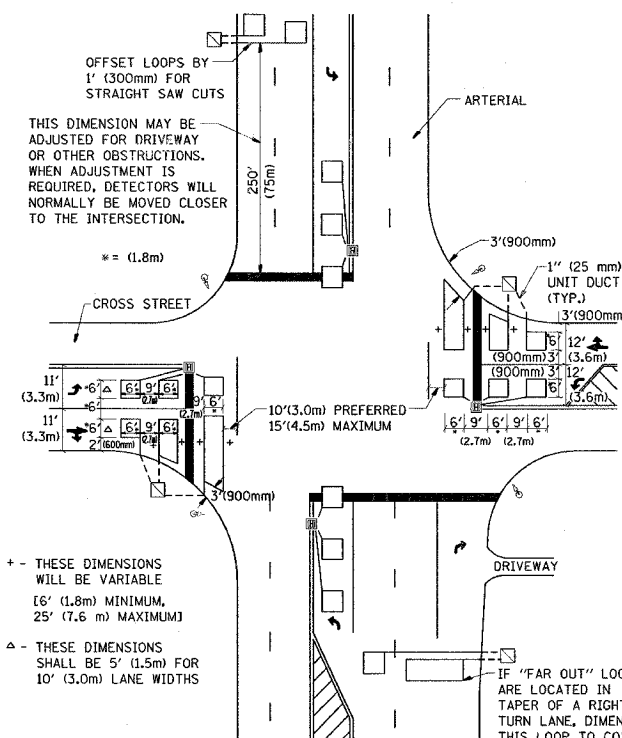 OFFSET LOOPS BY
1' (300mm) FOR
STRAIGHT SAW CUTS
THIS DIMENSION MAY BE
ADJUSTED FOR DRIVEWAY
OR OTHER OBSTRUCTIONS.
WHEN ADJUSTMENT IS
REQUIRED, DETECTORS WILL
NORMALLY BE MOVED CLOSER
TO THE INTERSECTION.
* = (1.8m)
250'
(75m)
ARTERIAL
3'(900mm)
1" (25 mm)
UNIT DUCT
(TYP.)
3'(900mm
CROSS STREET
6'
12'
(3.6m)
(900mm) 3'
(900mm) 3'
12'
6'
(3.6m)
6' 9' 6' 9' 6'
* (2.7m) * (2.7m) *
11'
(3.3m)
*6' △ 6' 9' 6'
(2.7m)
*6'
9' 6'
(2.7m) *
11'
(3.3m)
*6' △ 6' 9' 6'
2' (600mm) (2.7m)
10'(3.0m) PREFERRED
15'(4.5m) MAXIMUM
3'(900mm)
+ - THESE DIMENSIONS
WILL BE VARIABLE
[6' (1.8m) MINIMUM,
25' (7.6 m) MAXIMUM]
△ - THESE DIMENSIONS
SHALL BE 5' (1.5m) FOR
10' (3.0m) LANE WIDTHS
H
H
H
H
DRIVEWAY
IF "FAR OUT" LOO
ARE LOCATED IN
TAPER OF A RIGHT
TURN LANE, DIMEN
THIS LOOP TO CO